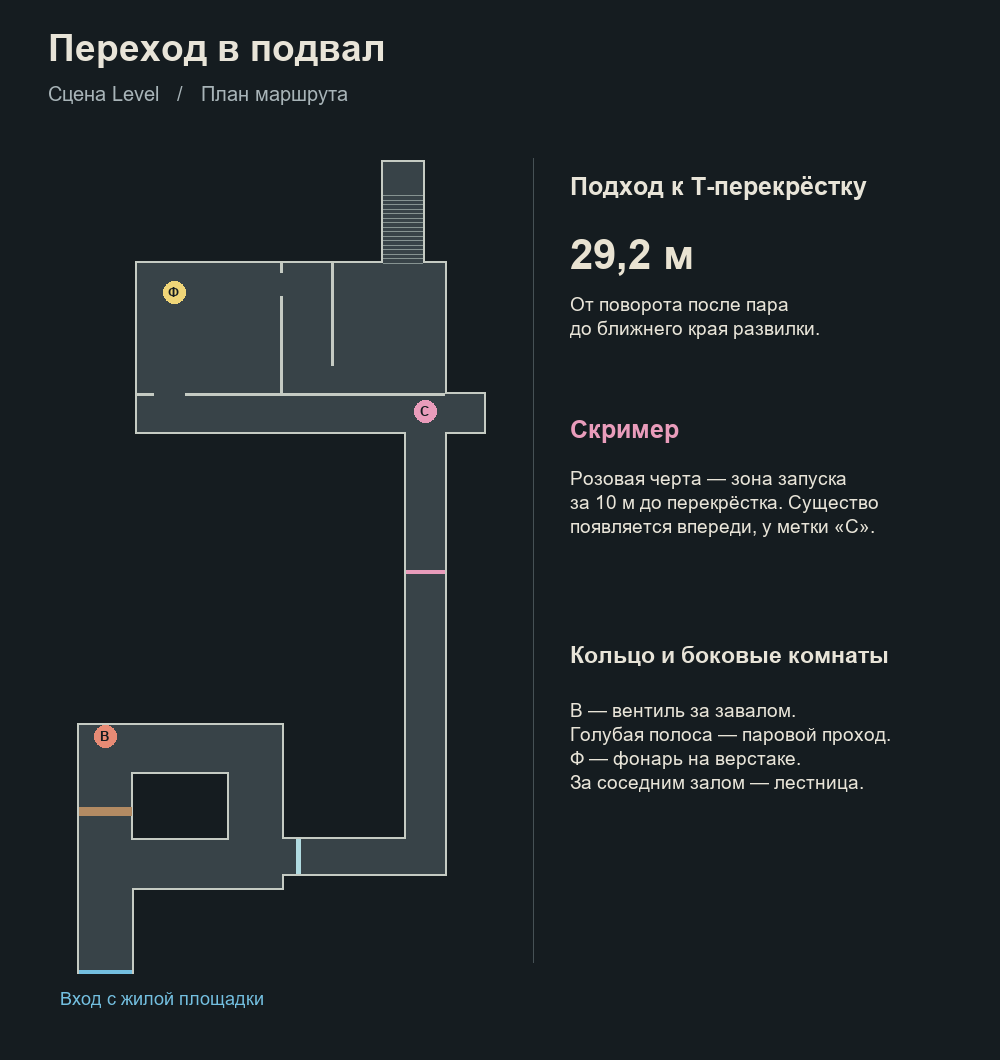 Переход в подвал
Сцена Level / План маршрута
Подход к Т-перекрёстку
29,2 м
От поворота после пара
до ближнего края развилки.
Ф
С
Скример
Розовая черта — зона запуска
за 10 м до перекрёстка. Существо
появляется впереди, у метки «С».
Кольцо и боковые комнаты
В — вентиль за завалом.
Голубая полоса — паровой проход.
Ф — фонарь на верстаке.
За соседним залом — лестница.
В
Вход с жилой площадки